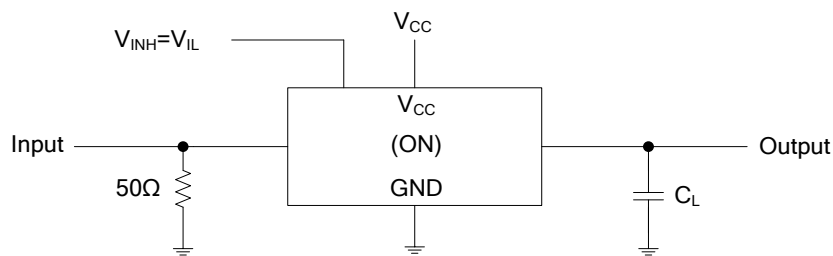 V_INH=V_IL
V_CC
V_CC
Input
(ON)
Output
50Ω
GND
C_L